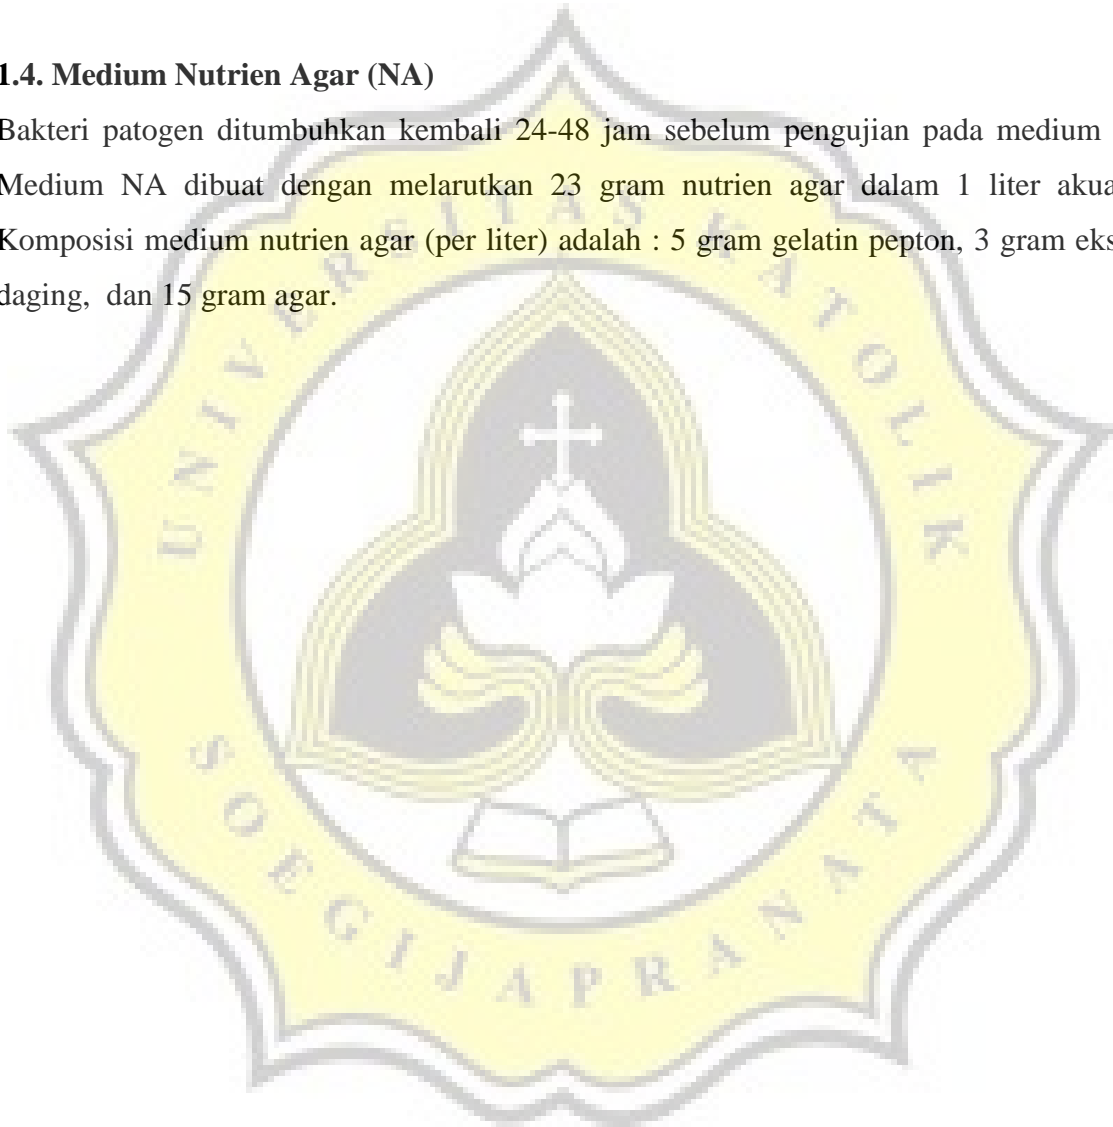 1.4. Medium Nutrien Agar (NA)
Bakteri patogen ditumbuhkan kembali 24-48 jam sebelum pengujian pada medium
Medium NA dibuat dengan melarutkan 23 gram nutrien agar dalam 1 liter akua
Komposisi medium nutrien agar (per liter) adalah : 5 gram gelatin pepton, 3 gram eks
daging, dan 15 gram agar.
UNIVERSITAS KATOLIK
SOEGIJAPRANATA